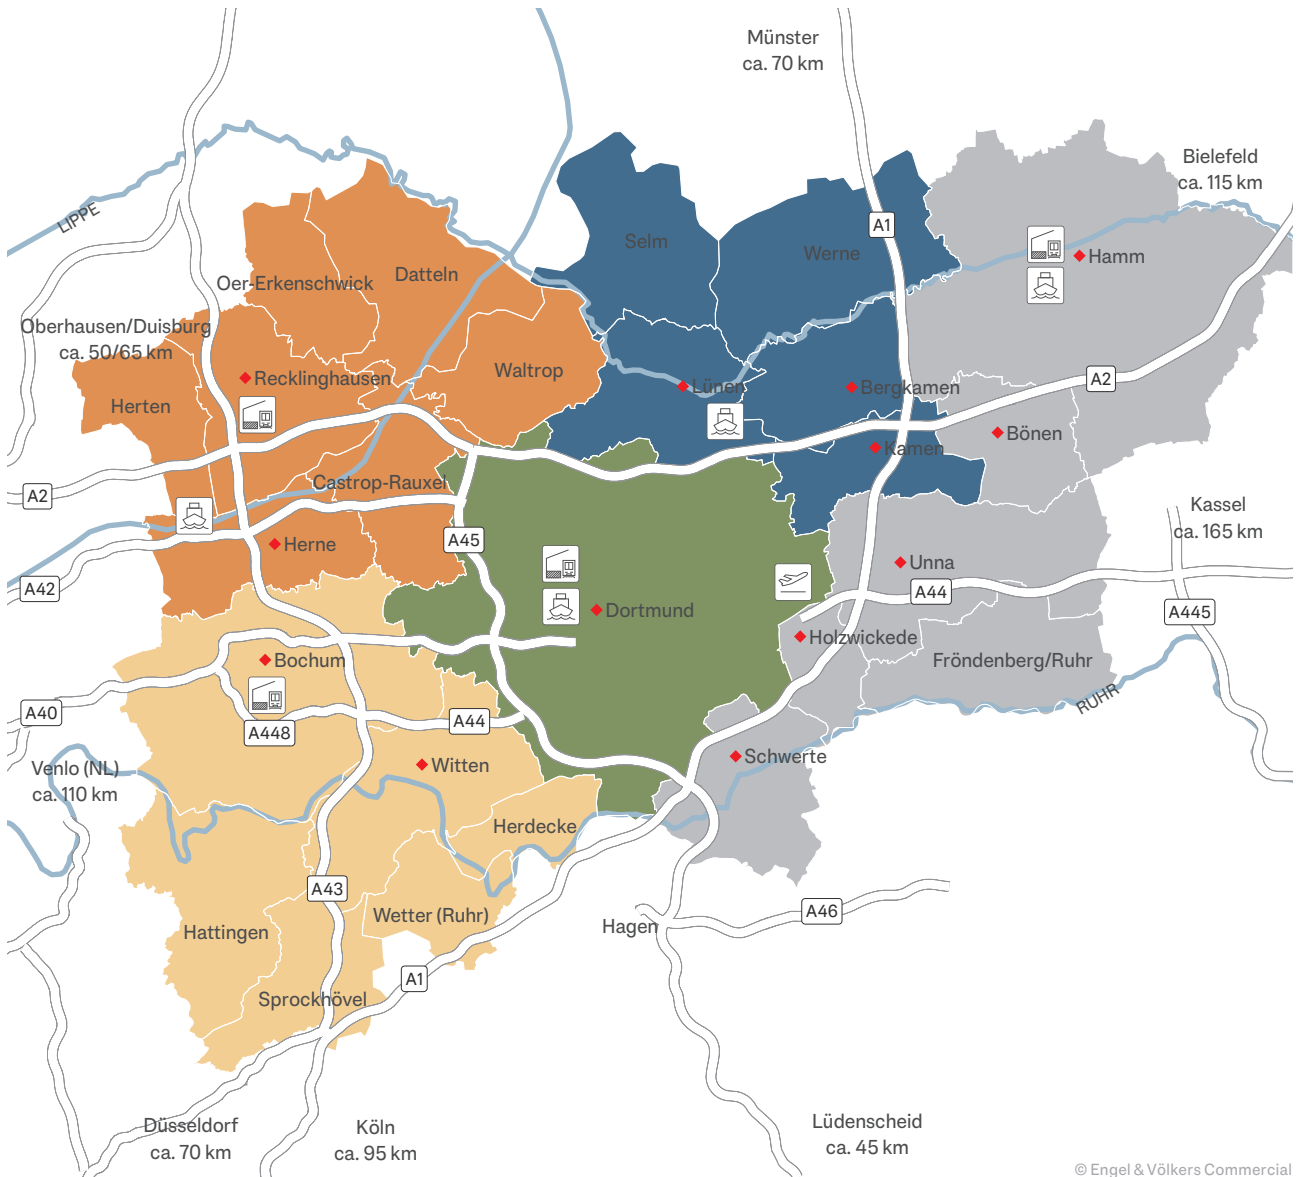 Münster
ca. 70 km
Bielefeld
ca. 115 km
LIPPE
A1
Selm
Werne
Hamm
Oer-Erkenschwick
Datteln
Oberhausen/Duisburg
ca. 50/65 km
Recklinghausen
Waltrop
Lünen
Bergkamen
A2
Herten
Bönen
Kamen
Castrop-Rauxel
A2
Kassel
ca. 165 km
Herne
A45
Unna
A42
A44
A445
Dortmund
Holzwickede
Bochum
Fröndenberg/Ruhr
RUHR
A40
A448
A44
Schwerte
Venlo (NL)
ca. 110 km
Witten
Herdecke
A43
Wetter (Ruhr)
A46
Hattingen
Hagen
A1
Sprockhövel
Düsseldorf
ca. 70 km
Köln
ca. 95 km
Lüdenscheid
ca. 45 km
© Engel & Völkers Commercial